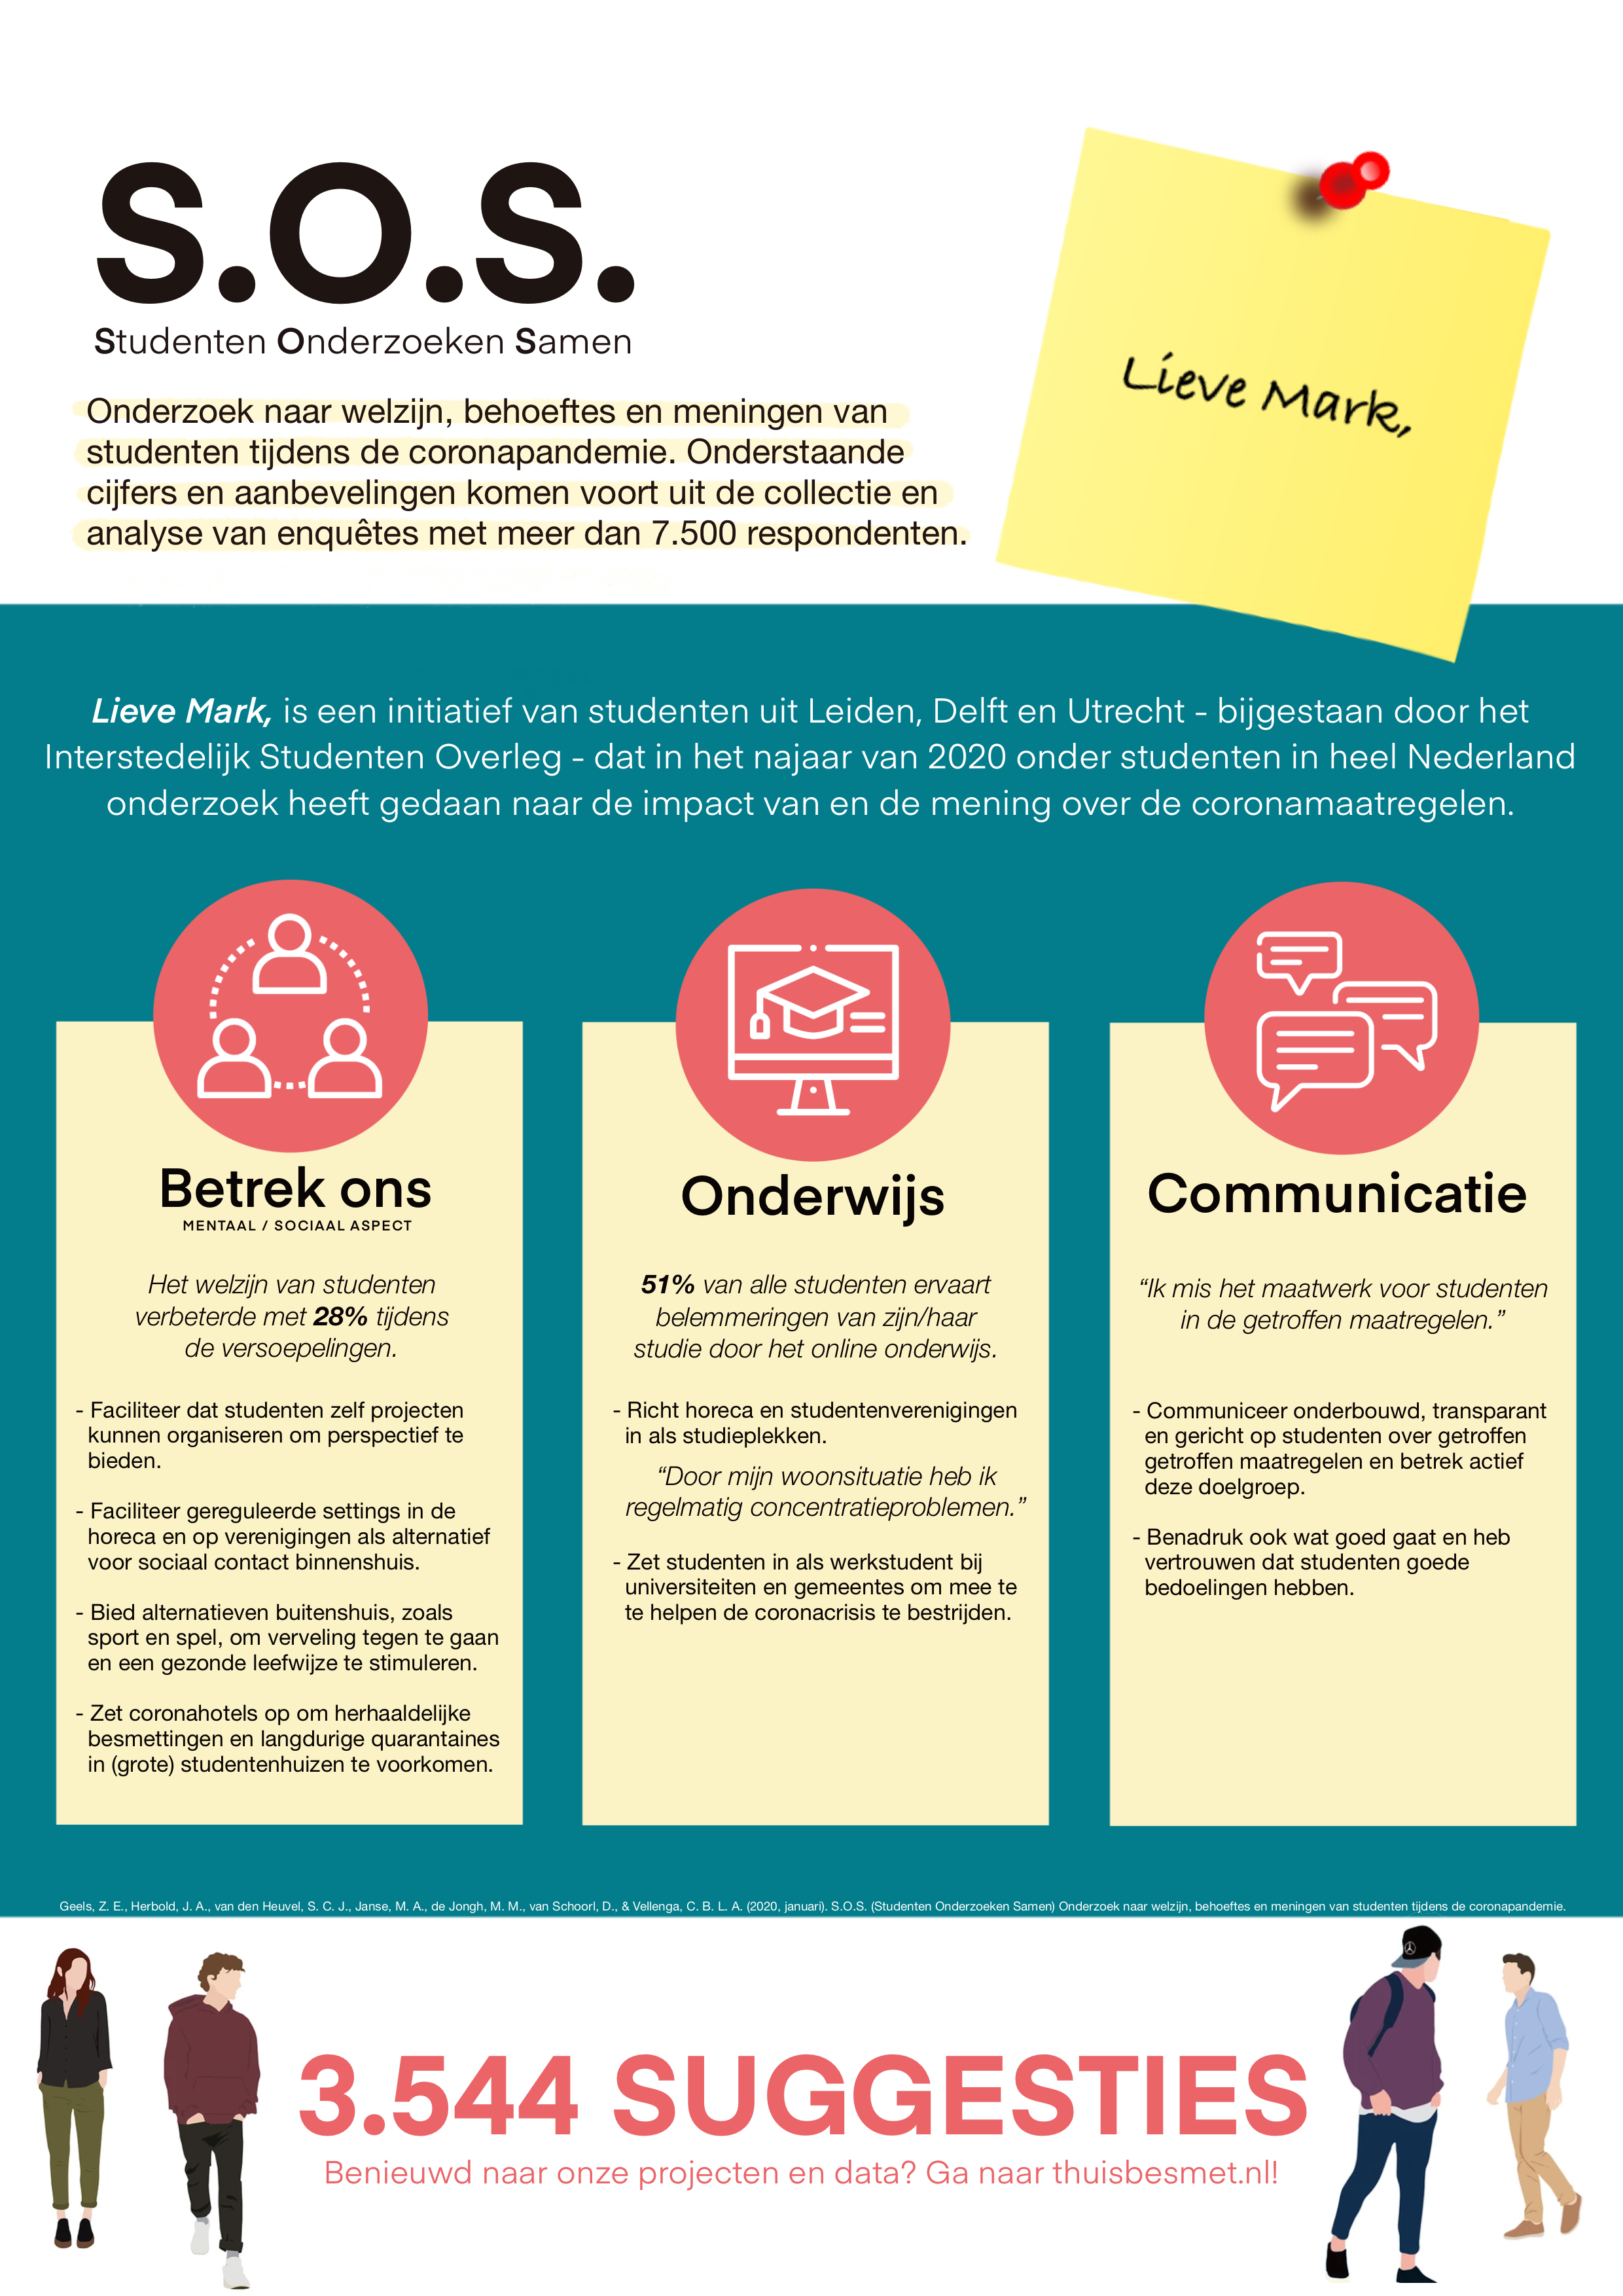 S.O.S.
Studenten Onderzoeken Samen
Onderzoek naar welzijn, behoeftes en meningen van
studenten tijdens de coronapandemie. Onderstaande
cijfers en aanbevelingen komen voort uit de collectie en
analyse van enquêtes met meer dan 7.500 respondenten.
Lieve Mark,
Lieve Mark, is een initiatief van studenten uit Leiden, Delft en Utrecht - bijgestaan door het
Interstedelijk Studenten Overleg - dat in het najaar van 2020 onder studenten in heel Nederland
onderzoek heeft gedaan naar de impact van en de mening over de coronamaatregelen.
Betrek ons
MENTAAL / SOCIAAL ASPECT
Het welzijn van studenten
verbeterde met 28% tijdens
de versoepelingen.
- Faciliteer dat studenten zelf projecten
kunnen organiseren om perspectief te
bieden.
- Faciliteer gereguleerde settings in de
horeca en op verenigingen als alternatief
voor sociaal contact binnenshuis.
- Bied alternatieven buitenshuis, zoals
sport en spel, om verveling tegen te gaan
en een gezonde leefwijze te stimuleren.
- Zet coronahotels op om herhaaldelijke
besmettingen en langdurige quarantaines
in (grote) studentenhuizen te voorkomen.
Onderwijs
51% van alle studenten ervaart
belemmeringen van zijn/haar
studie door het online onderwijs.
- Richt horeca en studentenverenigingen
in als studieplekken.
“Door mijn woonsituatie heb ik
regelmatig concentratieproblemen.”
- Zet studenten in als werkstudent bij
universiteiten en gemeentes om mee te
te helpen de coronacrisis te bestrijden.
Communicatie
“Ik mis het maatwerk voor studenten
in de getroffen maatregelen.”
- Communiceer onderbouwd, transparant
en gericht op studenten over getroffen
getroffen maatregelen en betrek actief
deze doelgroep.
- Benadruk ook wat goed gaat en heb
vertrouwen dat studenten goede
bedoelingen hebben.
Geels, Z. E., Herbold, J. A., van den Heuvel, S. C. J., Janse, M. A., de Jongh, M. M., van Schoorl, D., & Vellenga, C. B. L. A. (2020, januari). S.O.S. (Studenten Onderzoeken Samen) Onderzoek naar welzijn, behoeftes en meningen van studenten tijdens de coronapandemie.
3.544 SUGGESTIES
Benieuwd naar onze projecten en data? Ga naar thuisbesmet.nl!